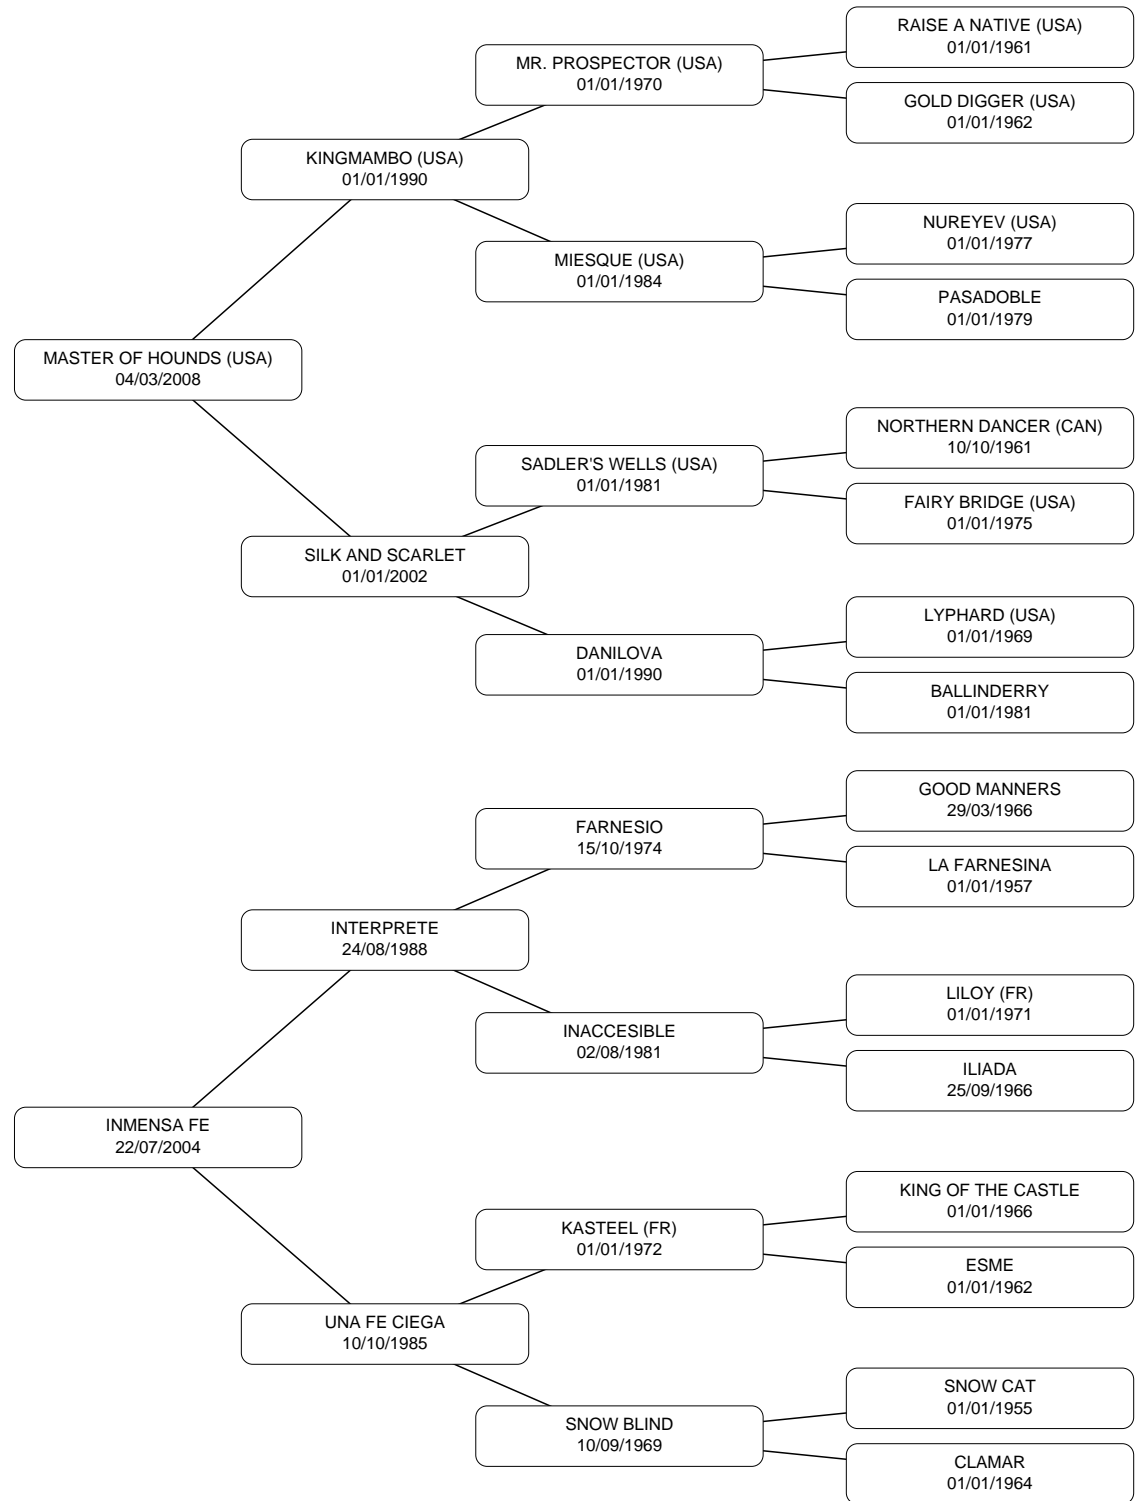 RAISE A NATIVE (USA)
01/01/1961
MR. PROSPECTOR (USA)
01/01/1970
GOLD DIGGER (USA)
01/01/1962
KINGMAMBO (USA)
01/01/1990
NUREYEV (USA)
01/01/1977
MIESQUE (USA)
01/01/1984
PASADOBLE
01/01/1979
MASTER OF HOUNDS (USA)
04/03/2008
NORTHERN DANCER (CAN)
10/10/1961
SADLER'S WELLS (USA)
01/01/1981
FAIRY BRIDGE (USA)
01/01/1975
SILK AND SCARLET
01/01/2002
LYPHARD (USA)
01/01/1969
DANILOVA
01/01/1990
BALLINDERRY
01/01/1981
GOOD MANNERS
29/03/1966
FARNESIO
15/10/1974
LA FARNESINA
01/01/1957
INTERPRETE
24/08/1988
LILOY (FR)
01/01/1971
INACCESIBLE
02/08/1981
ILIADA
25/09/1966
INMENSA FE
22/07/2004
KING OF THE CASTLE
01/01/1966
KASTEEL (FR)
01/01/1972
ESME
01/01/1962
UNA FE CIEGA
10/10/1985
SNOW CAT
01/01/1955
SNOW BLIND
10/09/1969
CLAMAR
01/01/1964